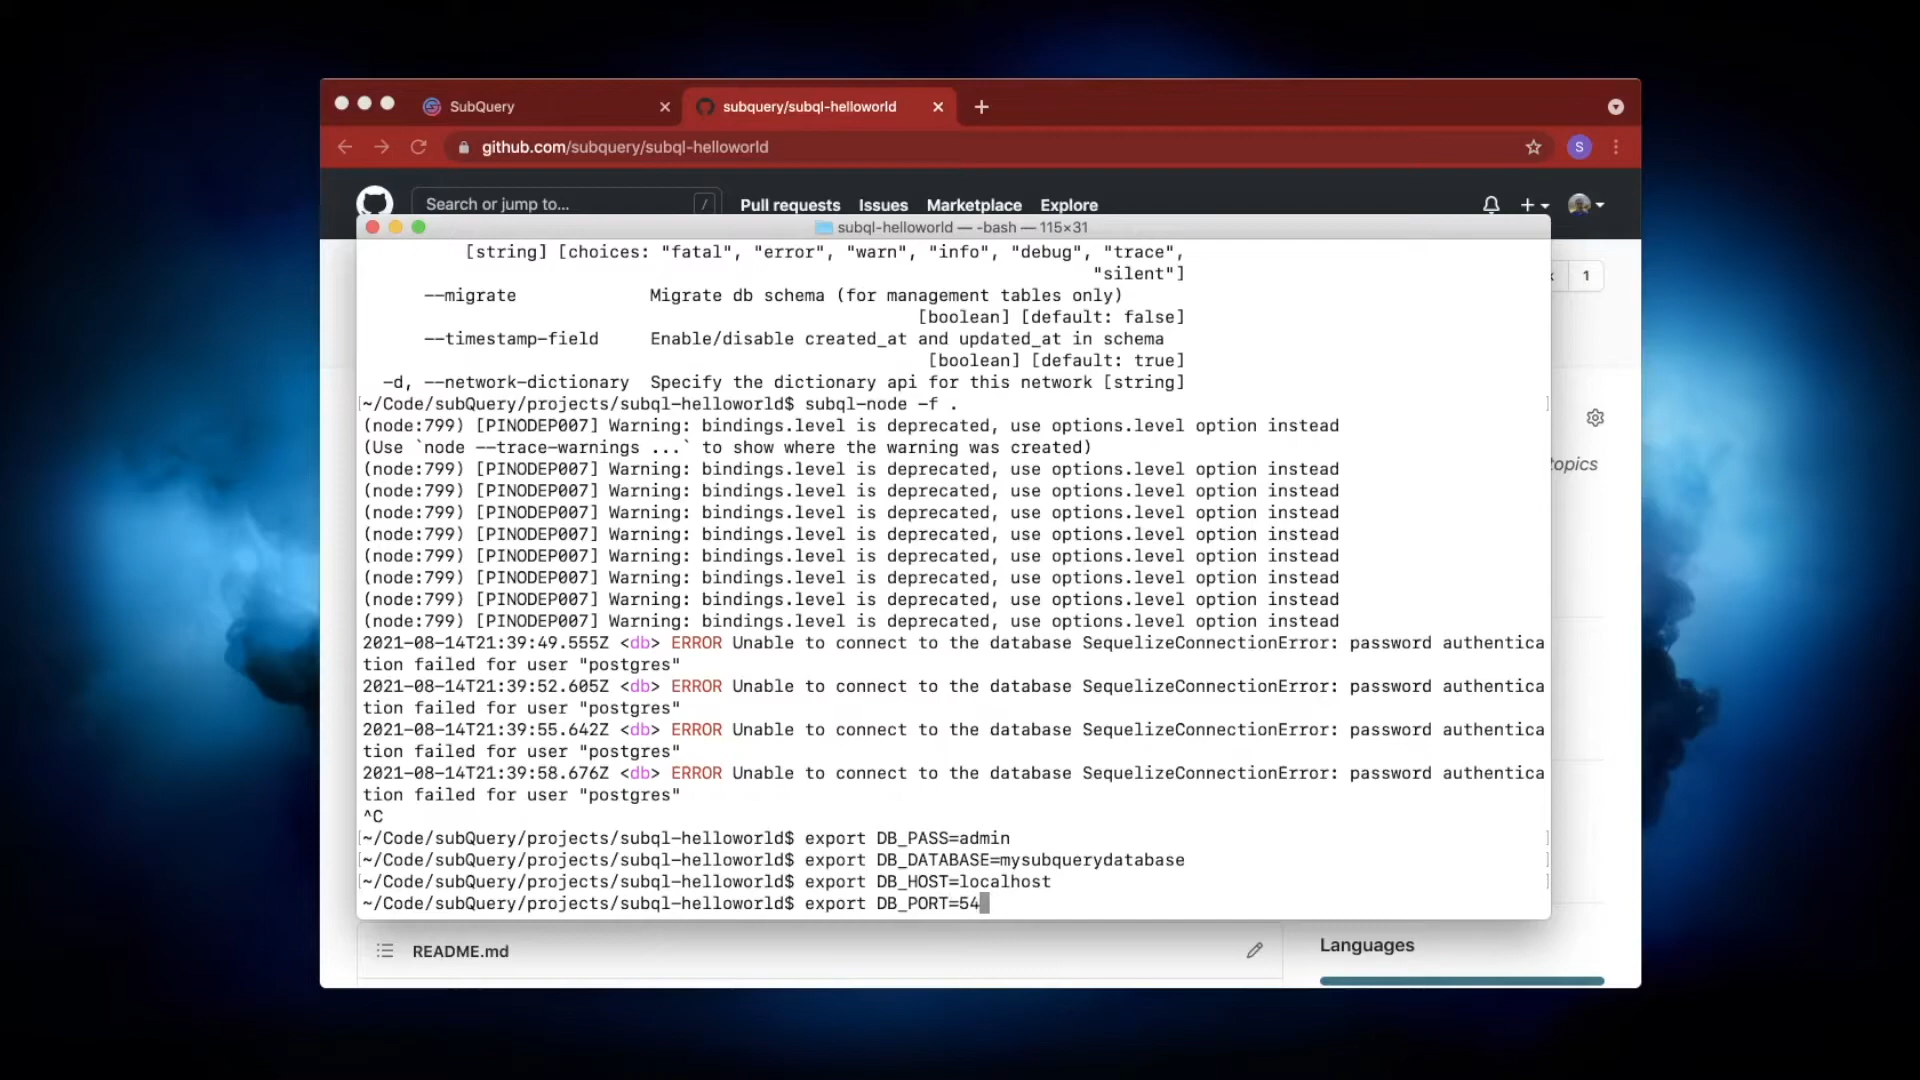 SubQuery
subquery/subql-helloworld
github.com/subquery/subql-helloworld
S
Search or jump to...
/
Pull requests
Issues
Marketplace
Explore
subql-helloworld — -bash — 115×31
[string] [choices: "fatal", "error", "warn", "info", "debug", "trace",
"silent"]
--migrate Migrate db schema (for management tables only)
[boolean] [default: false]
--timestamp-field Enable/disable created_at and updated_at in schema
[boolean] [default: true]
-d, --network-dictionary Specify the dictionary api for this network [string]
[~/Code/subQuery/projects/subql-helloworld$ subql-node -f . ]
(node:799) [PINODEP007] Warning: bindings.level is deprecated, use options.level option instead
(Use `node --trace-warnings ...` to show where the warning was created)
(node:799) [PINODEP007] Warning: bindings.level is deprecated, use options.level option instead
(node:799) [PINODEP007] Warning: bindings.level is deprecated, use options.level option instead
(node:799) [PINODEP007] Warning: bindings.level is deprecated, use options.level option instead
(node:799) [PINODEP007] Warning: bindings.level is deprecated, use options.level option instead
(node:799) [PINODEP007] Warning: bindings.level is deprecated, use options.level option instead
(node:799) [PINODEP007] Warning: bindings.level is deprecated, use options.level option instead
(node:799) [PINODEP007] Warning: bindings.level is deprecated, use options.level option instead
(node:799) [PINODEP007] Warning: bindings.level is deprecated, use options.level option instead
2021-08-14T21:39:49.555Z <db> ERROR Unable to connect to the database SequelizeConnectionError: password authentica
tion failed for user "postgres"
2021-08-14T21:39:52.605Z <db> ERROR Unable to connect to the database SequelizeConnectionError: password authentica
tion failed for user "postgres"
2021-08-14T21:39:55.642Z <db> ERROR Unable to connect to the database SequelizeConnectionError: password authentica
tion failed for user "postgres"
2021-08-14T21:39:58.676Z <db> ERROR Unable to connect to the database SequelizeConnectionError: password authentica
tion failed for user "postgres"
^C
[~/Code/subQuery/projects/subql-helloworld$ export DB_PASS=admin ]
[~/Code/subQuery/projects/subql-helloworld$ export DB_DATABASE=mysubquerydatabase ]
[~/Code/subQuery/projects/subql-helloworld$ export DB_HOST=localhost ]
~/Code/subQuery/projects/subql-helloworld$ export DB_PORT=54
1
topics
README.md
Languages